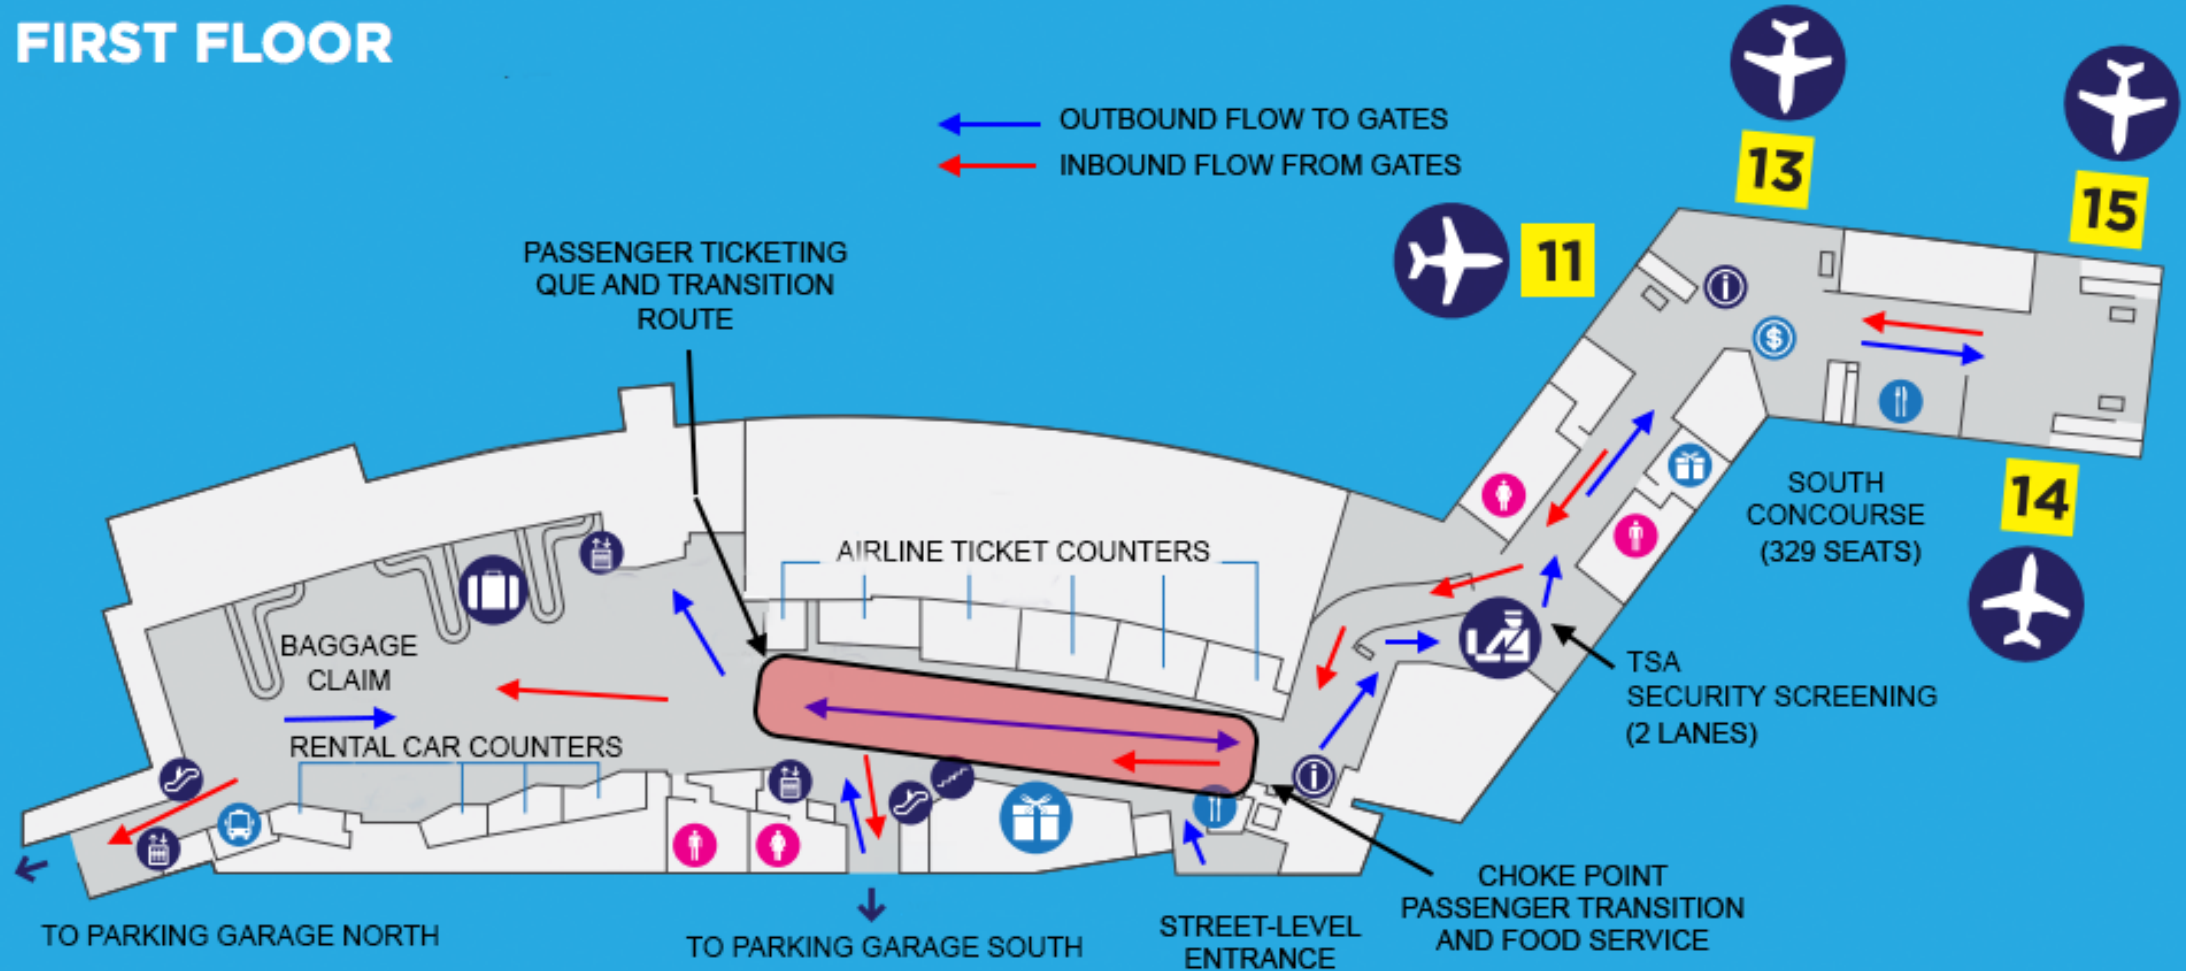 FIRST FLOOR
OUTBOUND FLOW TO GATES
INBOUND FLOW FROM GATES
13
15
11
PASSENGER TICKETING
QUE AND TRANSITION
ROUTE
SOUTH
CONCOURSE
(329 SEATS)
14
AIRLINE TICKET COUNTERS
BAGGAGE
CLAIM
TSA
SECURITY SCREENING
(2 LANES)
RENTAL CAR COUNTERS
CHOKE POINT
PASSENGER TRANSITION
AND FOOD SERVICE
TO PARKING GARAGE NORTH
TO PARKING GARAGE SOUTH
STREET-LEVEL
ENTRANCE